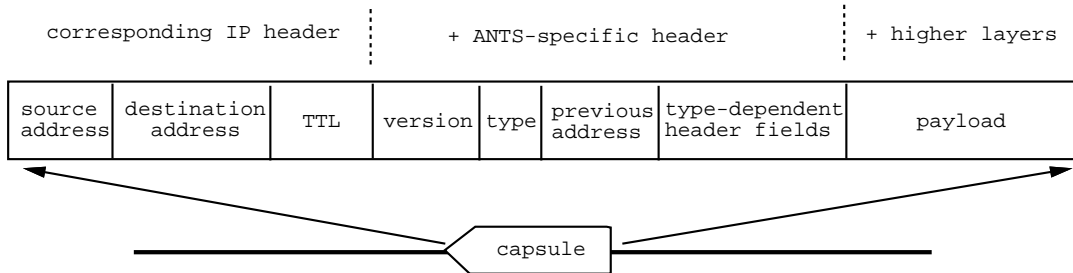 corresponding IP header
+ ANTS-specific header
+ higher layers
source
address
destination
address
TTL
version
type
previous
address
type-dependent
header fields
payload
capsule